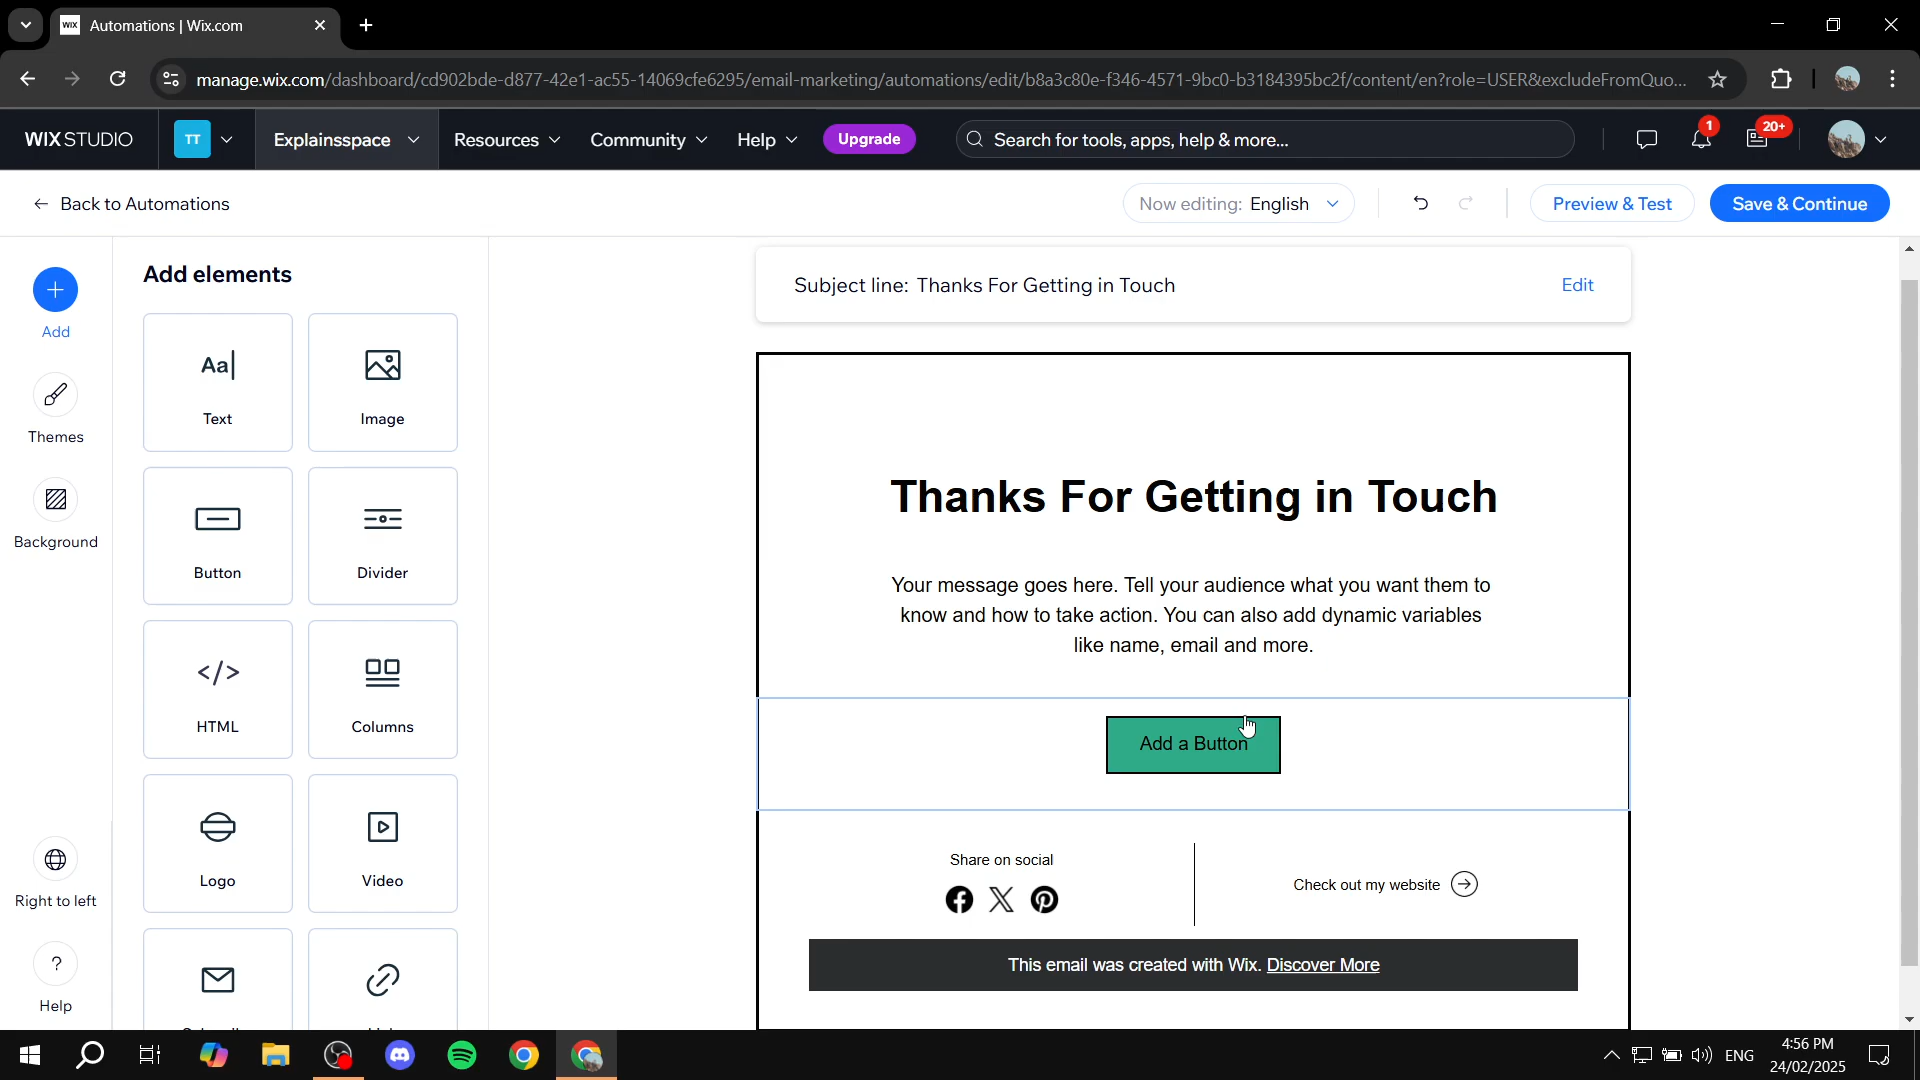 WIX
Automations | Wix.com
manage.wix.com/dashboard/cd902bde-d877-42e1-ac55-14069cfe6295/email-marketing/automations/edit/b8a3c80e-f346-4571-9bc0-b3184395bc2f/content/en?role=USER&excludeFromQuo...
WIX STUDIO
TT
Explainsspace
Resources
Community
Help
Upgrade
Search for tools, apps, help & more...
1
20+
Back to Automations
Now editing: English
Preview & Test
Save & Continue
Add
Themes
Background
Right to left
?
Help
Add elements
Aa
Text
Image
Button
Divider
</>
HTML
Columns
Logo
Video
Subject line: Thanks For Getting in Touch
Edit
Thanks For Getting in Touch
Your message goes here. Tell your audience what you want them to
know and how to take action. You can also add dynamic variables
like name, email and more.
Add a Button
Share on social
Check out my website
This email was created with Wix. Discover More
ENG
4:56 PM
24/02/2025